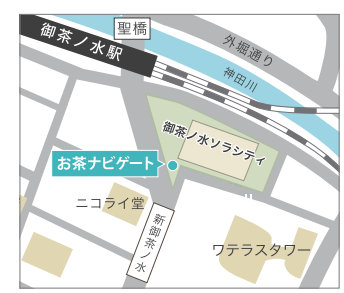 聖橋
御茶ノ水駅
外堀通り
神田川
御茶ノ水ソラシティ
お茶ナビゲート
ニコライ堂
新御茶ノ水
ワテラスタワー